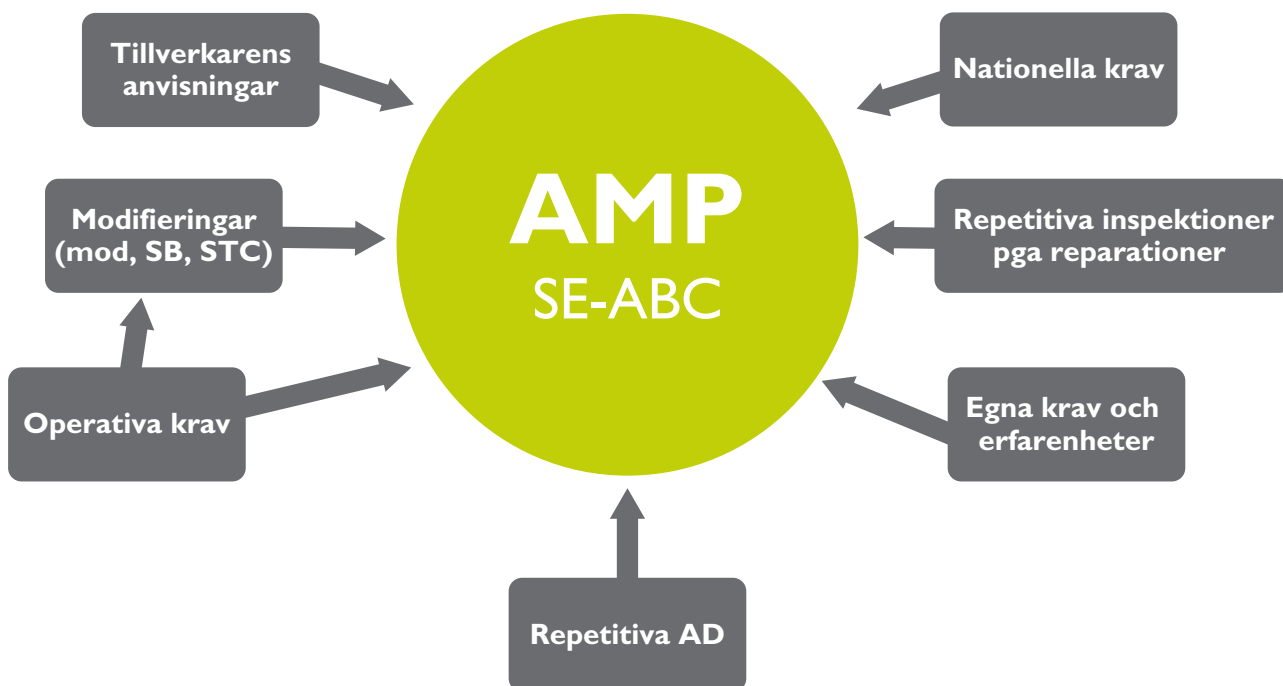 Tillverkarens
anvisningar
Nationella krav
AMP
SE-ABC
Modifieringar
(mod, SB, STC)
Repetitiva inspektioner
pga reparationer
Operativa krav
Egna krav och
erfarenheter
Repetitiva AD